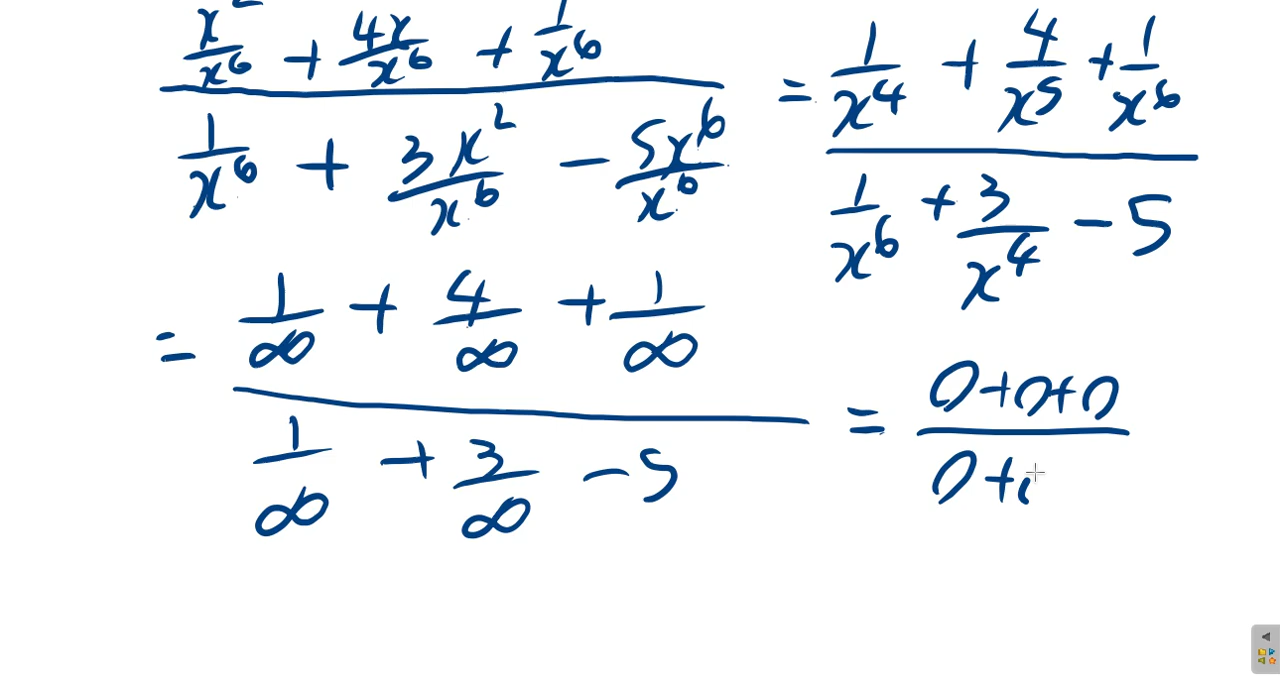 x²/x⁶ + 4x/x⁶ + 1/x⁶
1/x⁶ + 3x²/x⁶ - 5x⁶/x⁶
= 1/x⁴ + 4/x⁵ + 1/x⁶
1/x⁶ + 3/x⁴ - 5
= 1/∞ + 4/∞ + 1/∞
1/∞ + 3/∞ - 5
= 0+0+0
0+